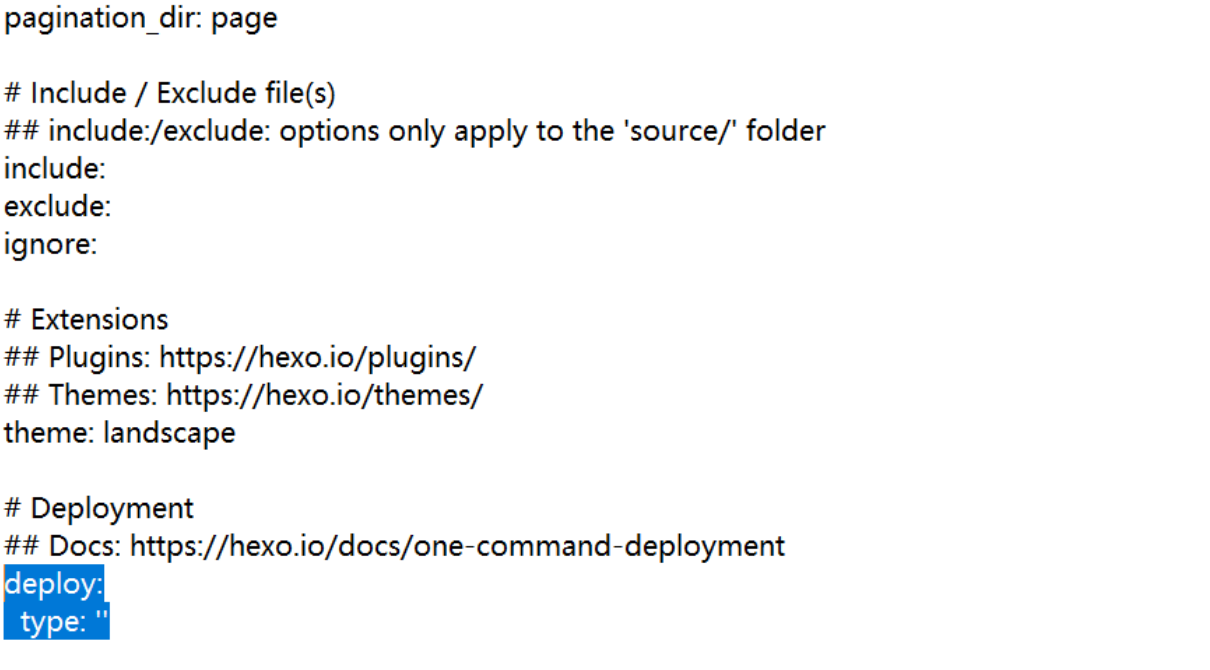 pagination_dir: page
# Include / Exclude file(s)
## include:/exclude: options only apply to the 'source/' folder
include:
exclude:
ignore:
# Extensions
## Plugins: https://hexo.io/plugins/
## Themes: https://hexo.io/themes/
theme: landscape
# Deployment
## Docs: https://hexo.io/docs/one-command-deployment
deploy:
  type: ''